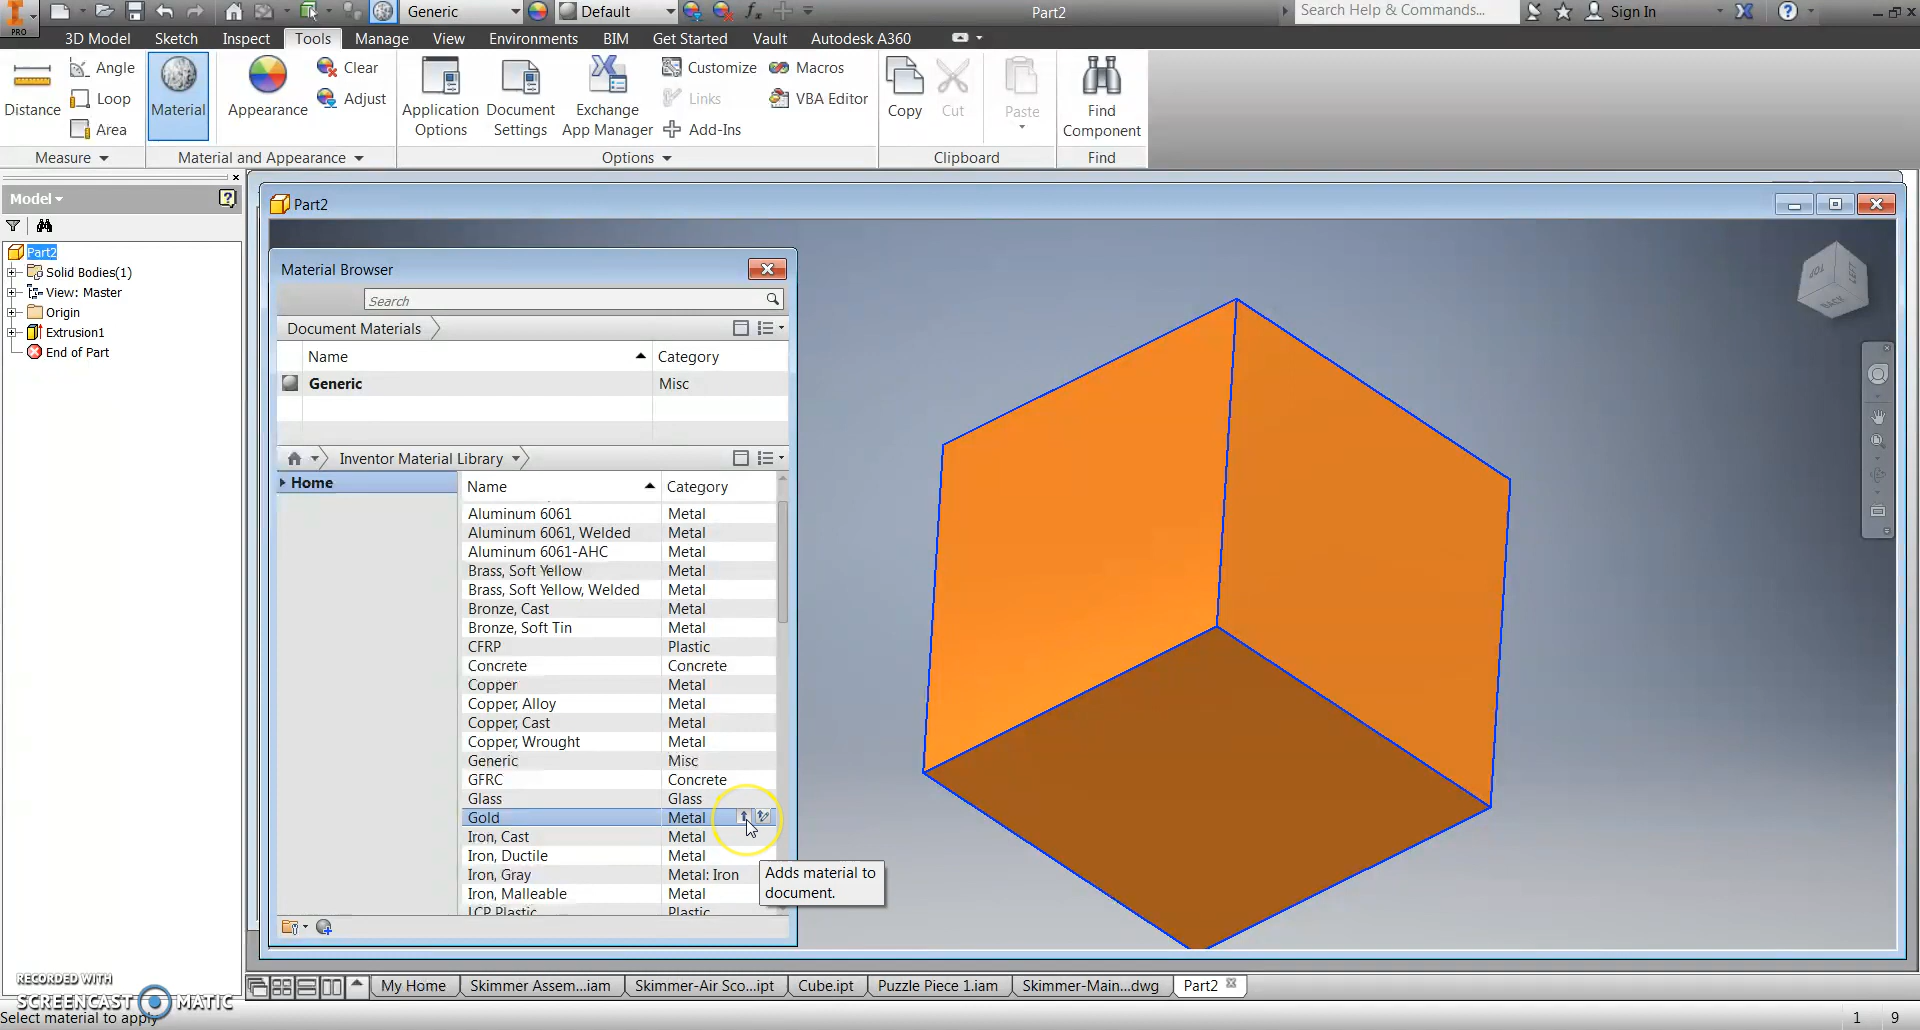 PRO
Generic
Default
Part2
Search Help & Commands...
Sign In
3D Model
Sketch
Inspect
Tools
Manage
View
Environments
BIM
Get Started
Vault
Autodesk A360
Distance
Angle
Loop
Area
Measure
Material
Appearance
Clear
Adjust
Material and Appearance
Application
Options
Document
Settings
Exchange
App Manager
Customize
Links
Add-Ins
Macros
VBA Editor
Options
Copy
Cut
Paste
Clipboard
Find
Component
Find
Model
Part2
Solid Bodies(1)
View: Master
Origin
Extrusion1
End of Part
Part2
TOP
LEFT
BACK
Material Browser
Search
Document Materials
Name Category
Generic Misc
Inventor Material Library
Home
Name Category
Aluminum 6061 Metal
Aluminum 6061, Welded Metal
Aluminum 6061-AHC Metal
Brass, Soft Yellow Metal
Brass, Soft Yellow, Welded Metal
Bronze, Cast Metal
Bronze, Soft Tin Metal
CFRP Plastic
Concrete Concrete
Copper Metal
Copper, Alloy Metal
Copper, Cast Metal
Copper, Wrought Metal
Generic Misc
GFRC Concrete
Glass Glass
Gold Metal
Iron, Cast Metal
Iron, Ductile Metal
Iron, Gray Metal: Iron
Iron, Malleable Metal
LCP Plastic Plastic
Adds material to
document.
My Home
Skimmer Assem...iam
Skimmer-Air Sco...ipt
Cube.ipt
Puzzle Piece 1.iam
Skimmer-Main...dwg
Part2
RECORDED WITH
SCREENCAST MATIC
Select material to apply
1 9